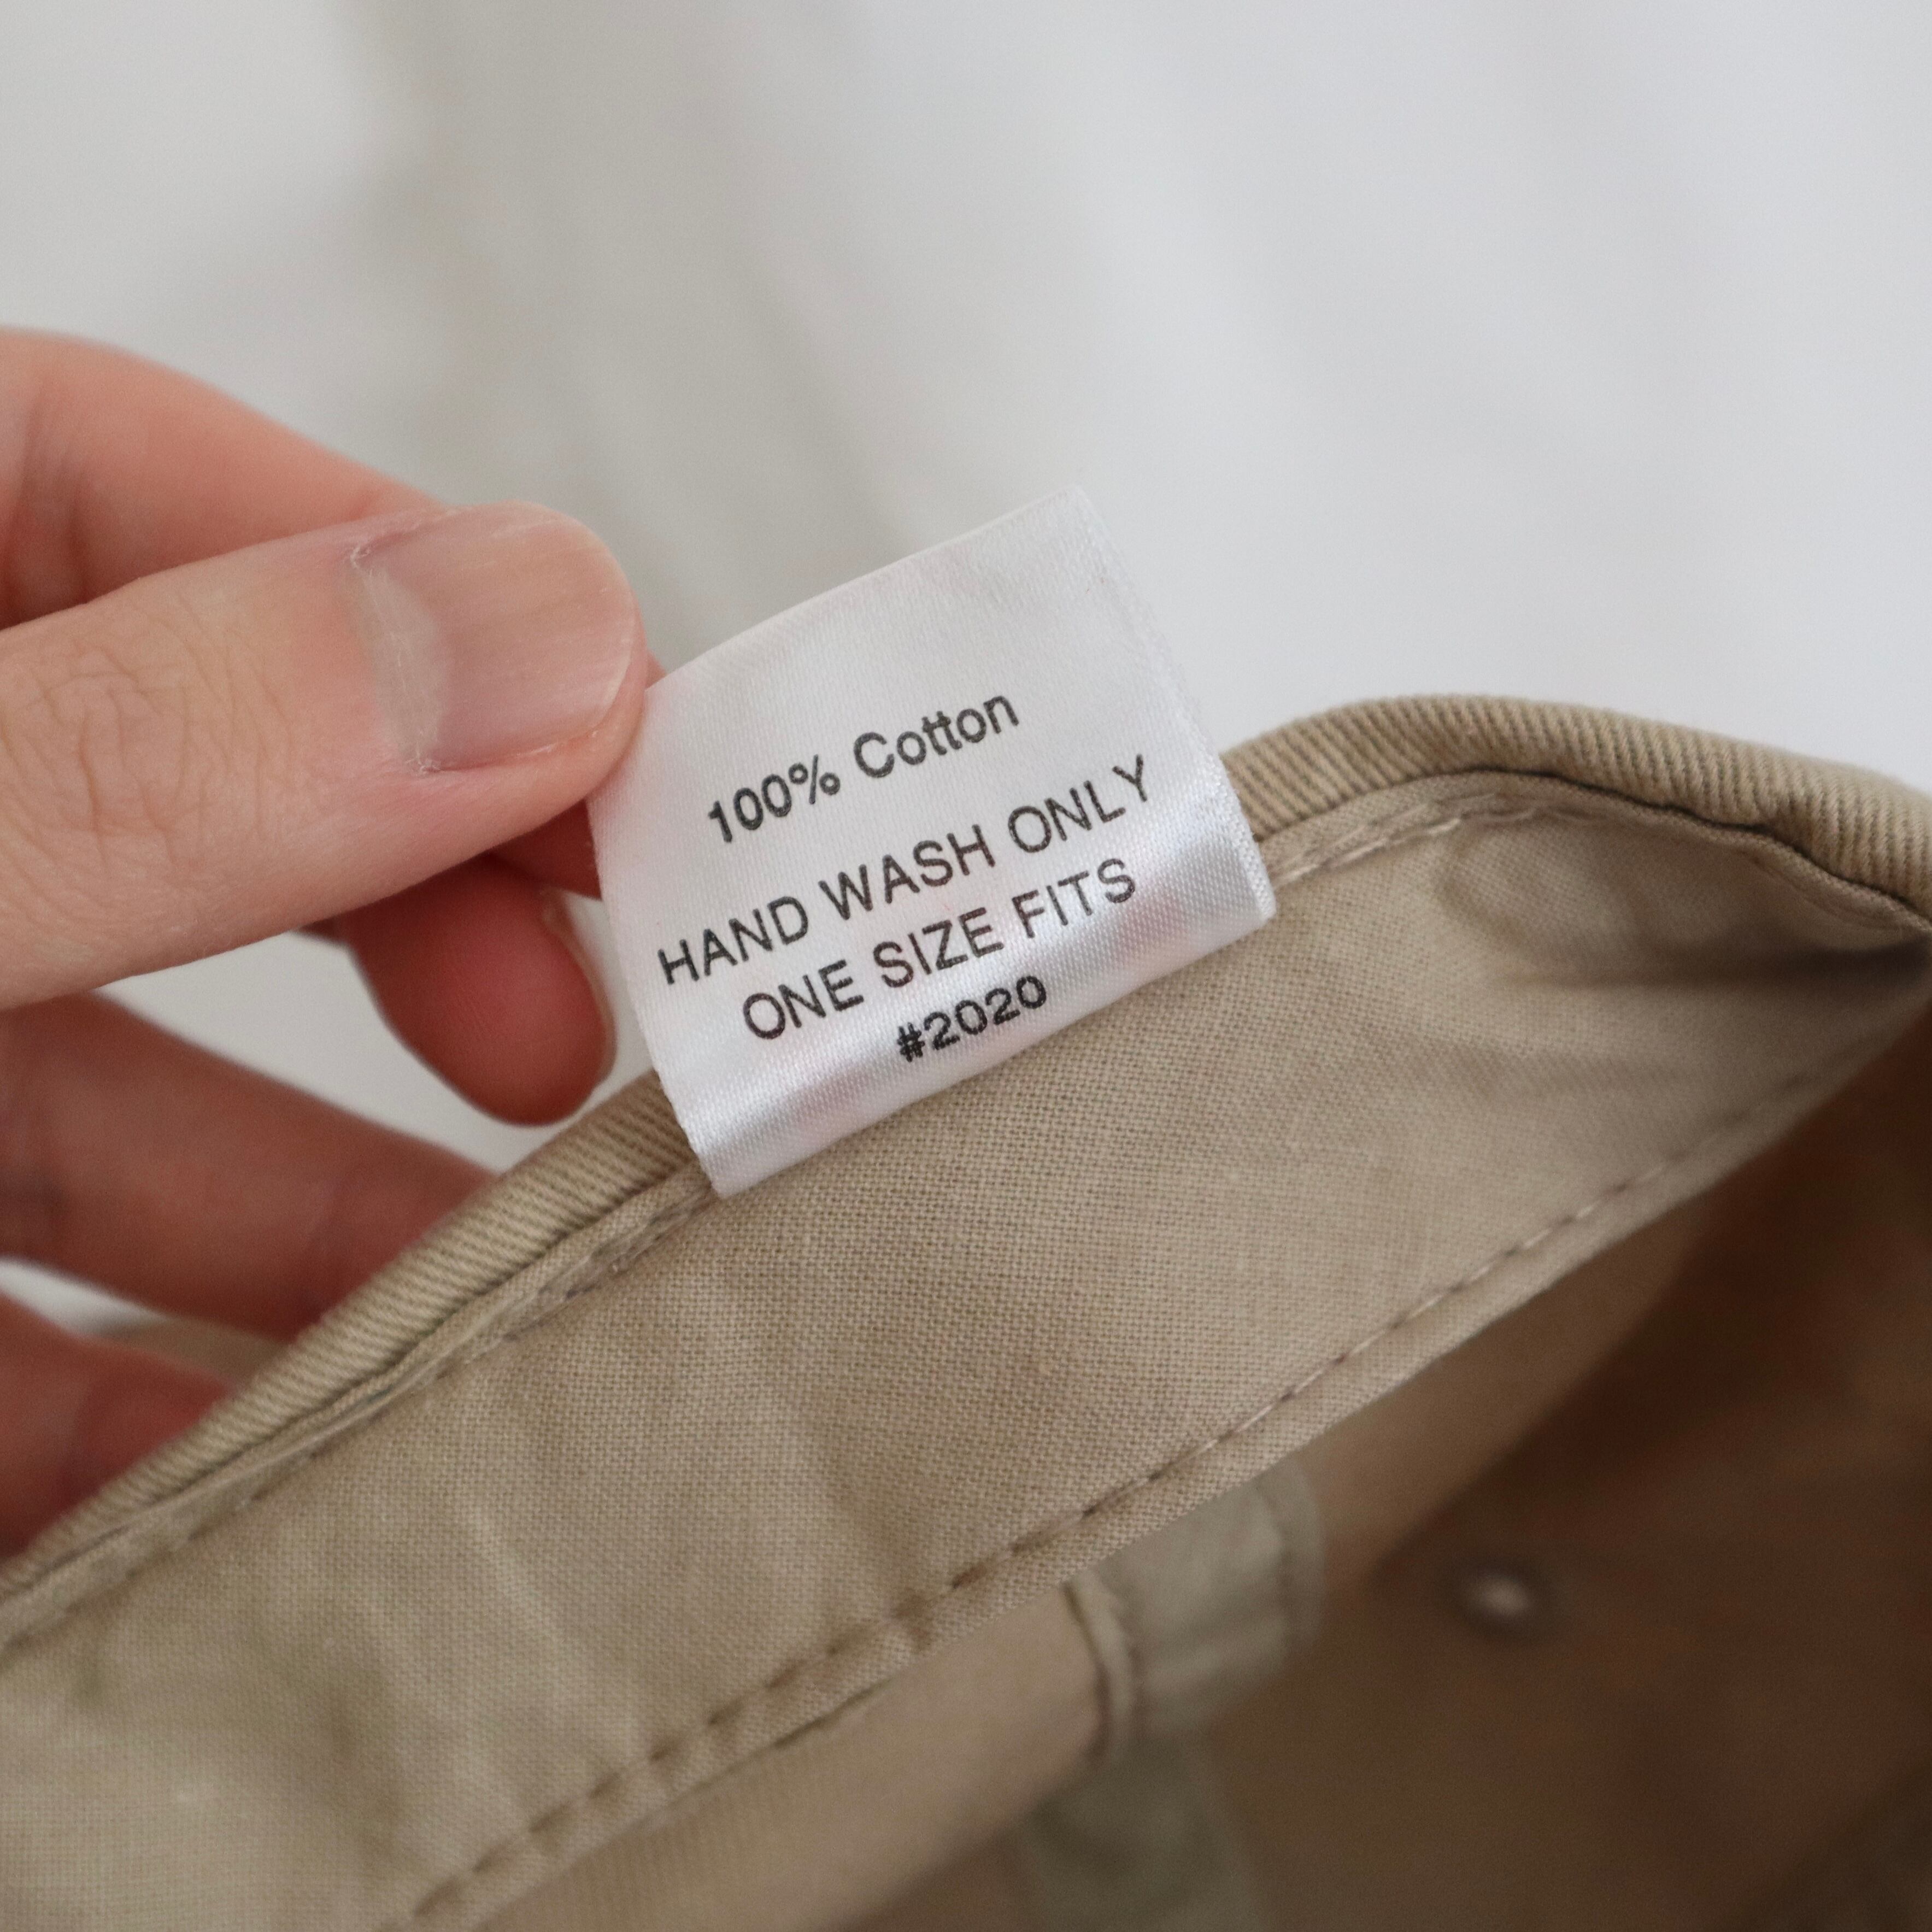 100% Cotton
HAND WASH ONLY
ONE SIZE FITS
#2020